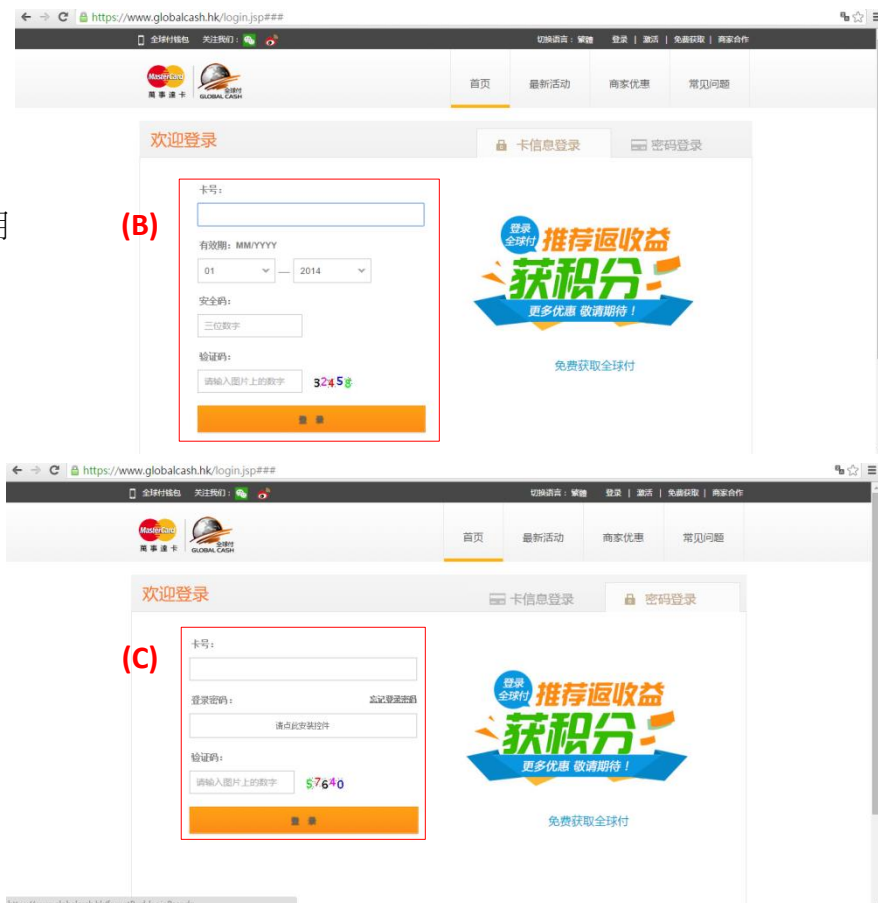 https://www.globalcash.hk/login.jsp###
全球付钱包 关注我们: 切换语言:繁體 登录 | 激活 | 免费获取 | 商家合作
MasterCard
萬事達卡 全球付 GLOBAL CASH 首页 最新活动 商家优惠 常见问题
欢迎登录 卡信息登录 密码登录
(B)
卡号:
有效期: MM/YYYY
01 — 2014
安全码:
三位数字
验证码:
请输入图片上的数字 32458
登 录
登录全球付 推荐返收益
获积分
更多优惠 敬请期待!
免费获取全球付
https://www.globalcash.hk/login.jsp###
全球付钱包 关注我们: 切换语言:繁體 登录 | 激活 | 免费获取 | 商家合作
MasterCard
萬事達卡 全球付 GLOBAL CASH 首页 最新活动 商家优惠 常见问题
欢迎登录 卡信息登录 密码登录
(C)
卡号:
登录密码: 忘记登录密码
请点此安装控件
验证码:
请输入图片上的数字 57640
登 录
登录全球付 推荐返收益
获积分
更多优惠 敬请期待!
免费获取全球付